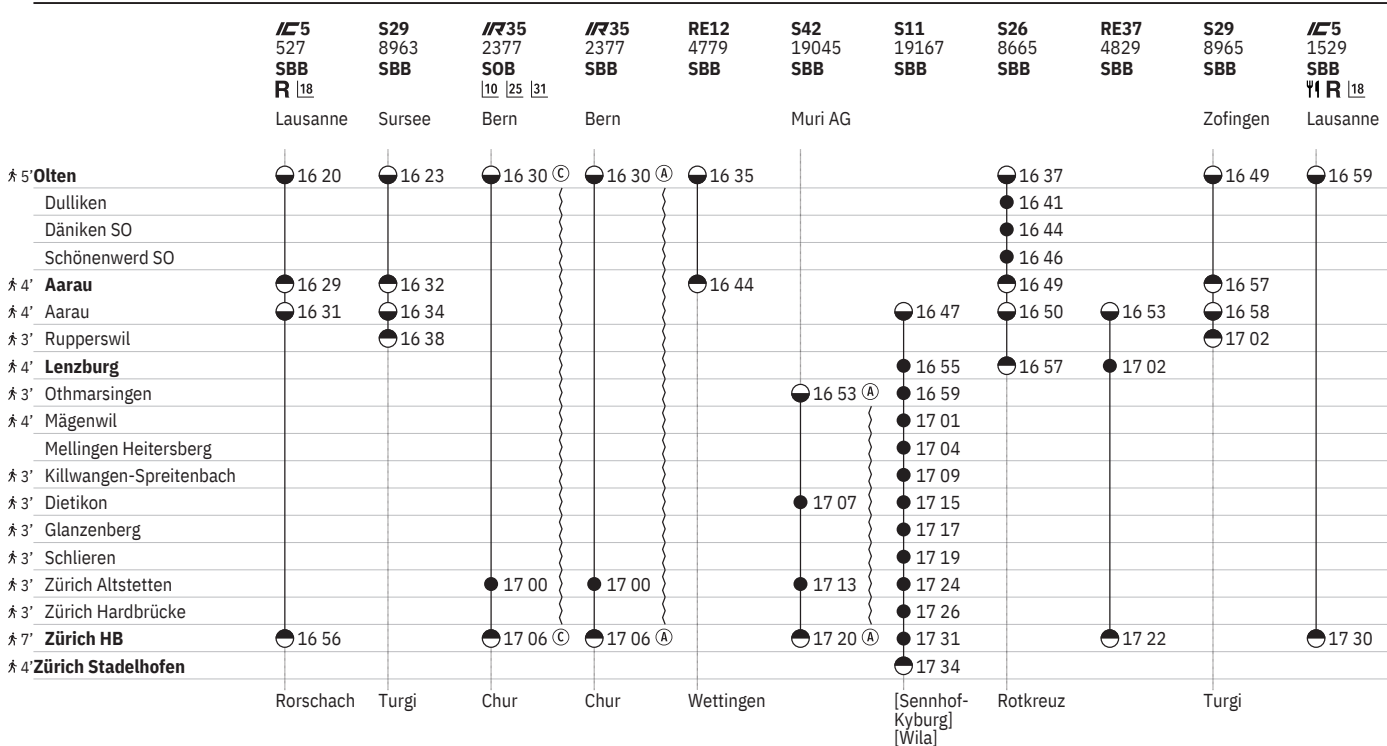 IC5 S29 IR35 IR35 RE12 S42 S11 S26 RE37 S29 IC5
527 8963 2377 2377 4779 19045 19167 8665 4829 8965 1529
SBB SBB SOB SBB SBB SBB SBB SBB SBB SBB SBB
R 18 10 25 31 R 18
Lausanne Sursee Bern Bern Muri AG Zofingen Lausanne
5' Olten 16 20 16 23 16 30 C 16 30 A 16 35 16 37 16 49 16 59
Dulliken 16 41
Däniken SO 16 44
Schönenwerd SO 16 46
4' Aarau 16 29 16 32 16 44 16 49 16 57
4' Aarau 16 31 16 34 16 47 16 50 16 53 16 58
3' Rupperswil 16 38 17 02
4' Lenzburg 16 55 16 57 17 02
3' Othmarsingen 16 53 A 16 59
4' Mägenwil 17 01
Mellingen Heitersberg 17 04
3' Killwangen-Spreitenbach 17 09
3' Dietikon 17 07 17 15
3' Glanzenberg 17 17
3' Schlieren 17 19
3' Zürich Altstetten 17 00 17 00 17 13 17 24
3' Zürich Hardbrücke 17 26
7' Zürich HB 16 56 17 06 C 17 06 A 17 20 A 17 31 17 22 17 30
4' Zürich Stadelhofen 17 34
Rorschach Turgi Chur Chur Wettingen [Sennhof- Rotkreuz Turgi
Kyburg]
[Wila]